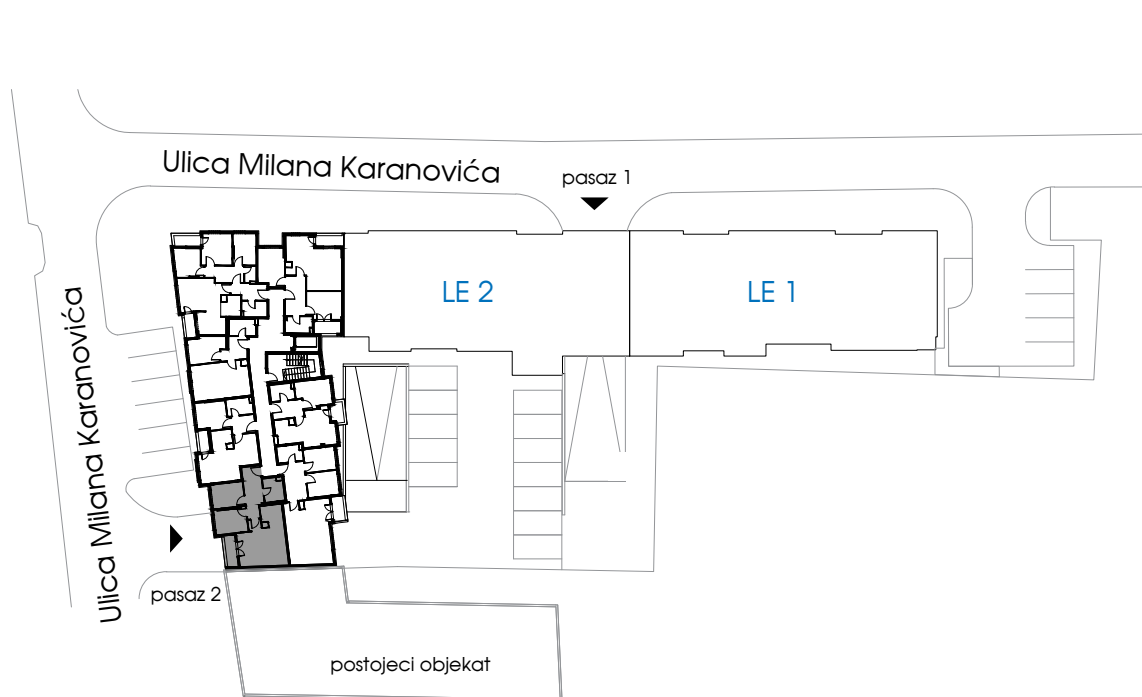 Ulica Milana Karanovića
pasaz 1
LE 2
LE 1
Ulica Milana Karanovića
pasaz 2
postojeci objekat